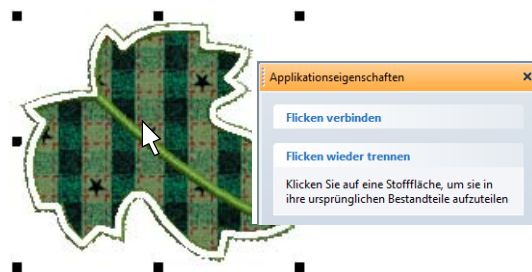 Applikationseigenschaften
Flicken verbinden
Flicken wieder trennen
Klicken Sie auf eine Stofffläche, um sie in
ihre ursprünglichen Bestandteile aufzuteilen